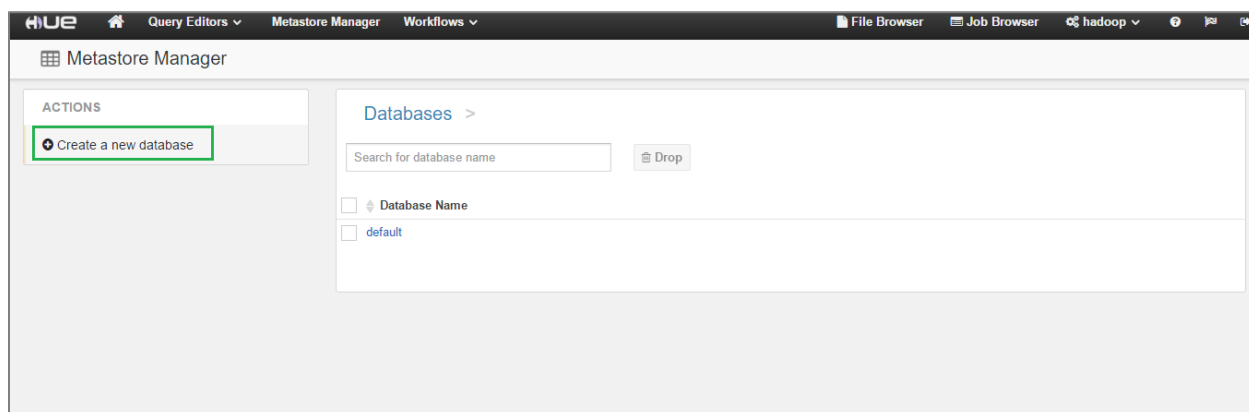 HUE Query Editors Metastore Manager Workflows File Browser Job Browser hadoop
Metastore Manager
ACTIONS
Create a new database
Databases >
Search for database name Drop
Database Name
default